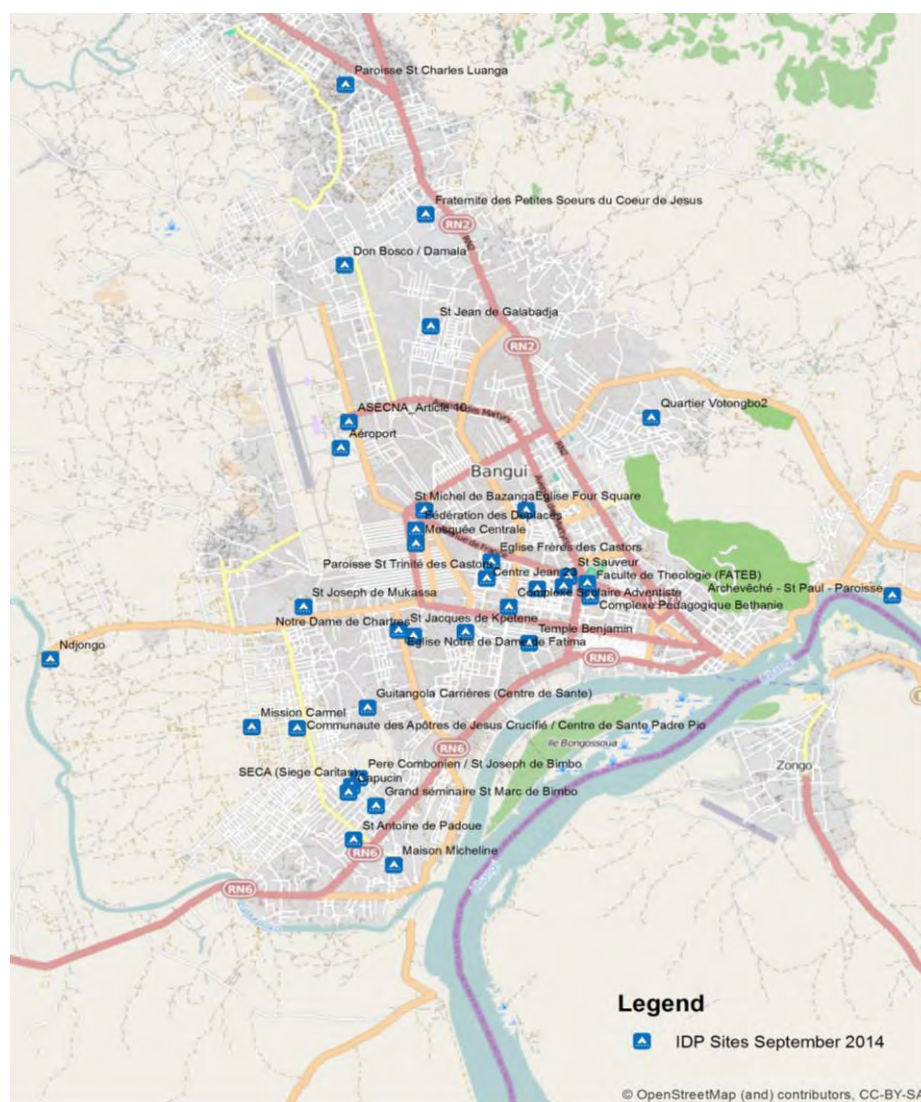 Paroisse St Charles Luanga
Fraternite des Petites Soeurs du Coeur de Jesus
RN2
RN2
Don Bosco / Damala
St Jean de Galabadja
RN2
ASECNA_Article 10
Quartier Votongbo2
Aéroport
RN2
Bangui
St Michel de Bazanga
Eglise Four Square
Fédération des Deplacés
Mosquée Centrale
Eglise Frères des Castors
Paroisse St Trinité des Castors
Centre Jean 23
St Sauveur
Faculte de Theologie (FATEB)
Archevêché - St Paul - Paroisse
St Joseph de Mukassa
Complexe Scolaire Adventiste
Complexe Pedagogique Bethanie
Notre Dame de Chartres
St Jacques de Kpetene
Temple Benjamin
Eglise Notre de Dame de Fatima
Ndjongo
RN6
Guitangola Carrières (Centre de Sante)
Mission Carmel
Communaute des Apôtres de Jesus Crucifié / Centre de Sante Padre Pio
RN6
Ile Bongossoua
Zongo
Pere Combonien / St Joseph de Bimbo
SECA (Siege Caritas)
Capucin
Grand séminaire St Marc de Bimbo
St Antoine de Padoue
RN6
Maison Micheline
RN6
Legend
IDP Sites September 2014
© OpenStreetMap (and) contributors, CC-BY-SA